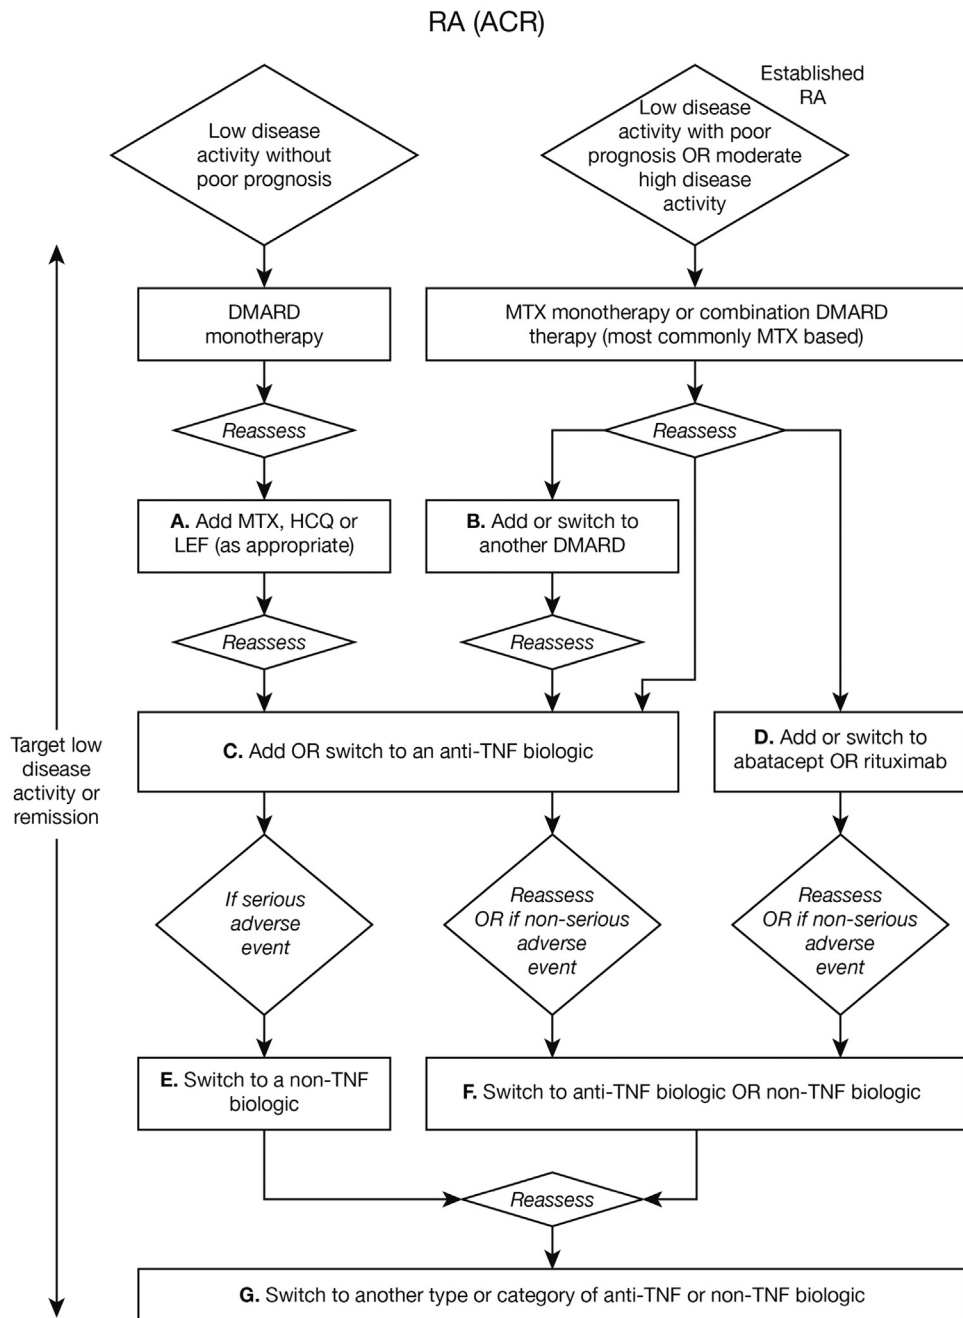 RA (ACR)
Low disease
activity without
poor prognosis
Established
RA
Low disease
activity with poor
prognosis OR moderate
high disease
activity
DMARD
monotherapy
MTX monotherapy or combination DMARD
therapy (most commonly MTX based)
Reassess
Reassess
A. Add MTX, HCQ or
LEF (as appropriate)
B. Add or switch to
another DMARD
Reassess
Reassess
Target low
disease
activity or
remission
C. Add OR switch to an anti-TNF biologic
D. Add or switch to
abatacept OR rituximab
If serious
adverse
event
Reassess
OR if non-serious
adverse
event
Reassess
OR if non-serious
adverse
event
E. Switch to a non-TNF
biologic
F. Switch to anti-TNF biologic OR non-TNF biologic
Reassess
G. Switch to another type or category of anti-TNF or non-TNF biologic